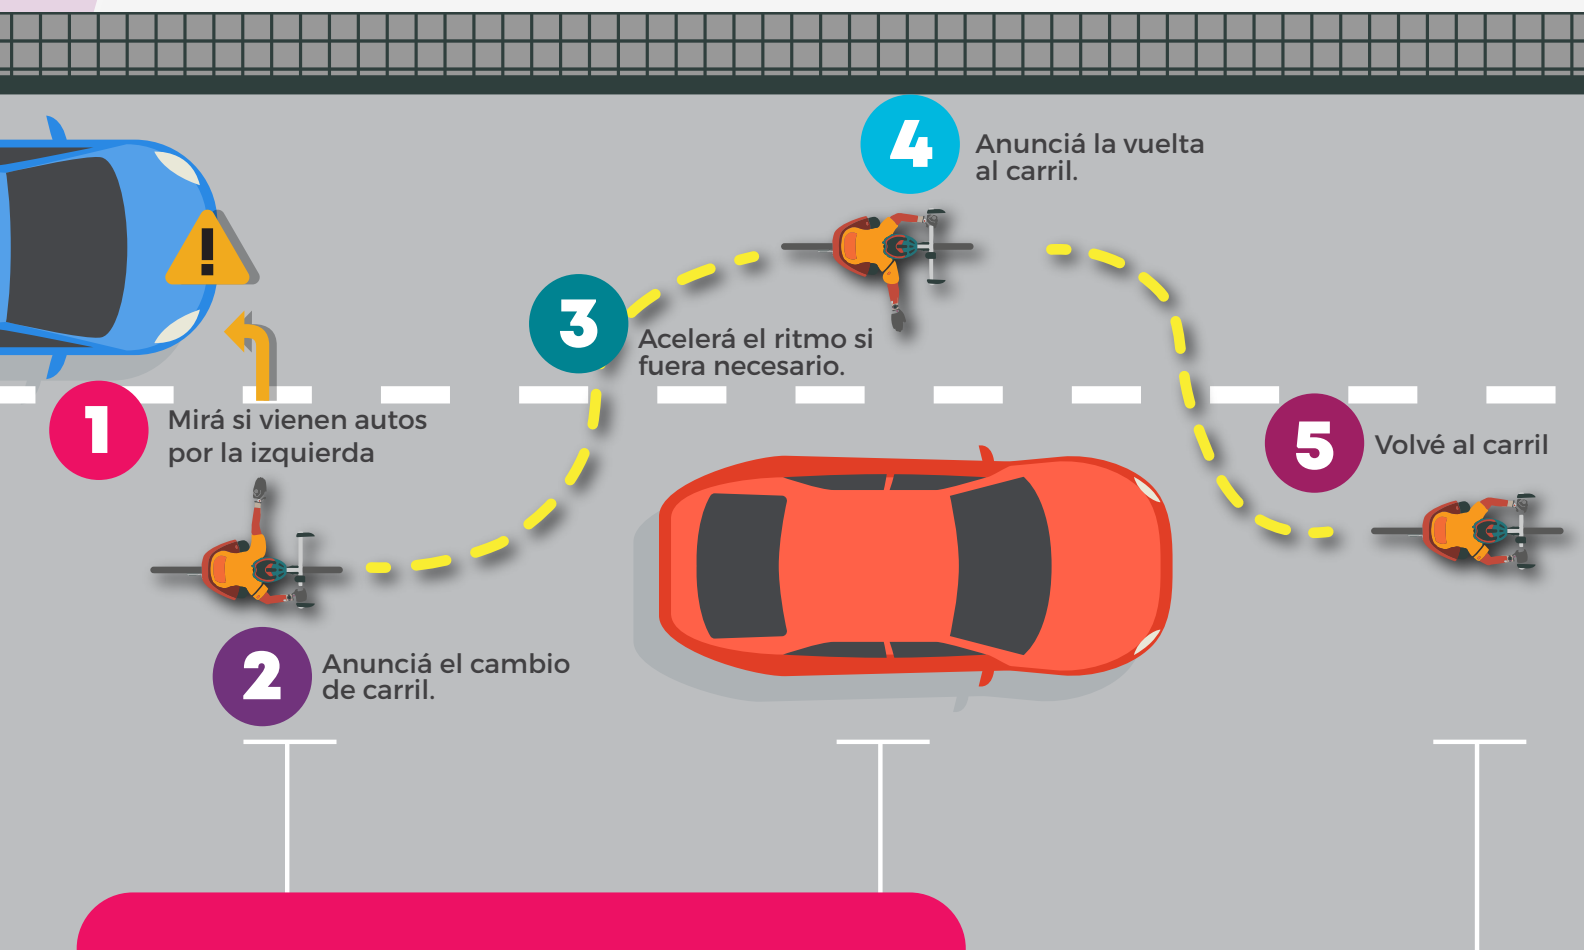 1
Mirá si vienen autos
por la izquierda
2
Anunciá el cambio
de carril.
3
Acelerá el ritmo si
fuera necesario.
4
Anunciá la vuelta
al carril.
5
Volvé al carril
!